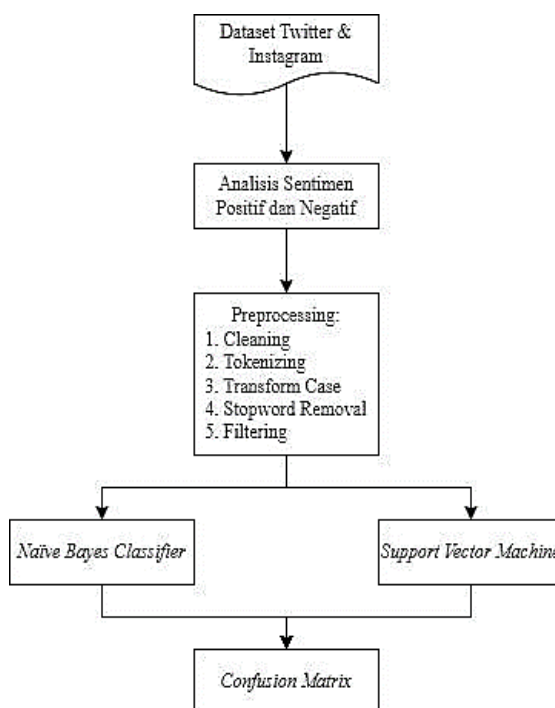 Dataset Twitter &
Instagram
Analisis Sentimen
Positif dan Negatif
Preprocessing:
1. Cleaning
2. Tokenizing
3. Transform Case
4. Stopword Removal
5. Filtering
Naïve Bayes Classifier
Support Vector Machine
Confusion Matrix